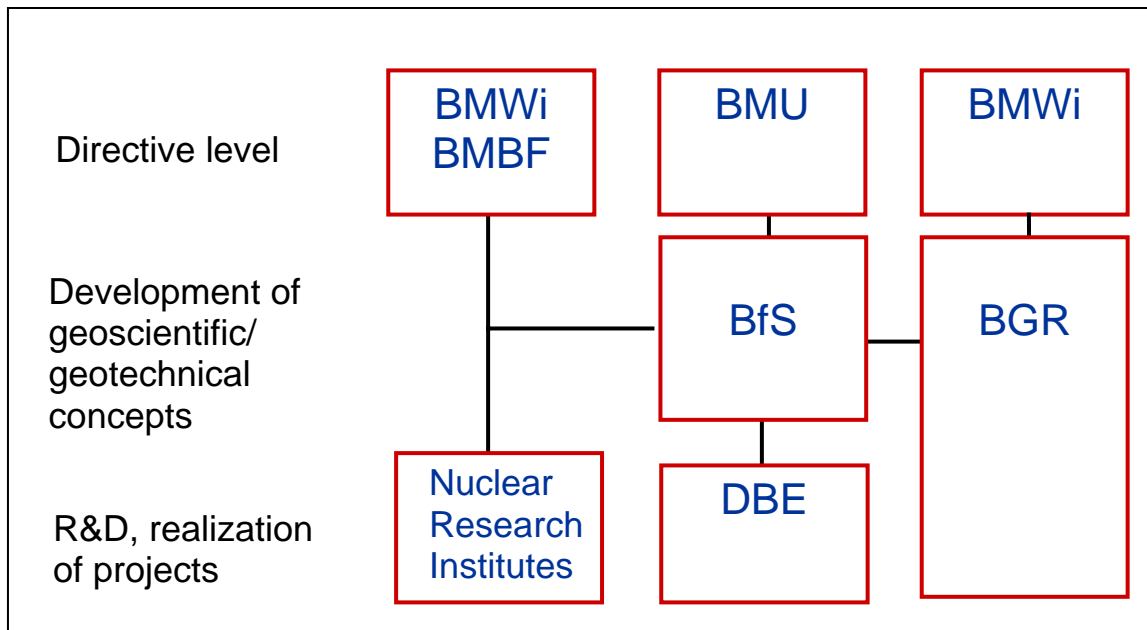 Directive level
BMWi
BMBF
BMU
BMWi
Development of
geoscientific/
geotechnical
concepts
BfS
BGR
R&D, realization
of projects
Nuclear
Research
Institutes
DBE